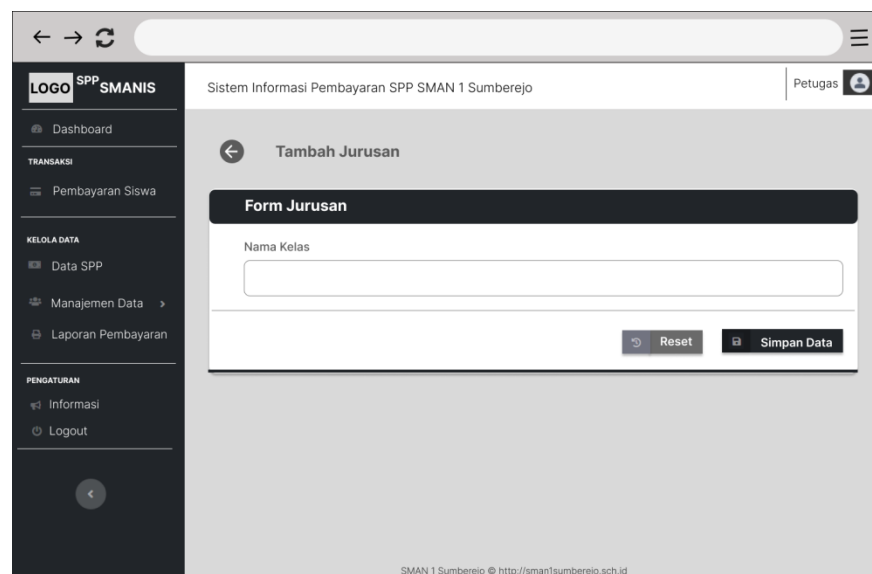 LOGO SPP SMANIS
Sistem Informasi Pembayaran SPP SMAN 1 Sumberejo
Petugas
Dashboard
TRANSAKSI
Pembayaran Siswa
KELOLA DATA
Data SPP
Manajemen Data
Laporan Pembayaran
PENGATURAN
Informasi
Logout
Tambah Jurusan
Form Jurusan
Nama Kelas
Reset
Simpan Data
SMAN 1 Sumberejo © http://sman1sumberejo.sch.id